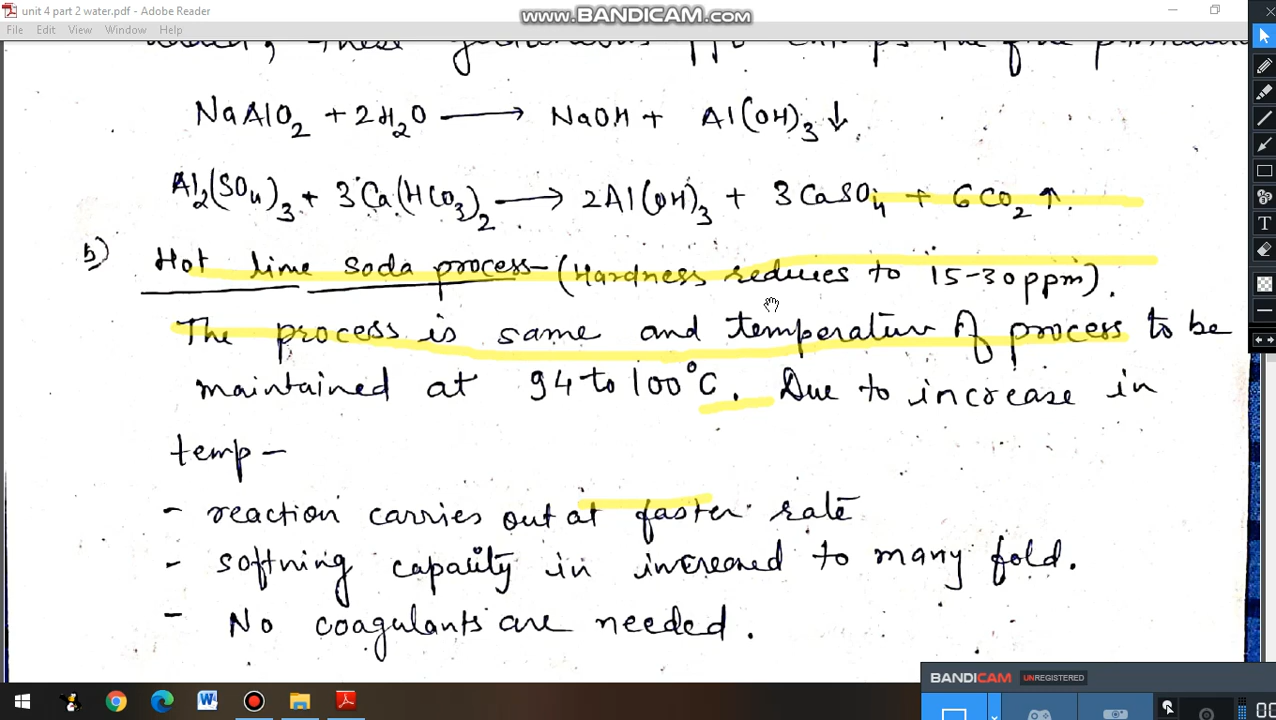 unit 4 part 2 water.pdf - Adobe Reader
www.BANDICAM.com
File Edit View Window Help
NaAlO2 + 2H2O ⟶ NaOH + Al(OH)3 ↓
Al2(SO4)3 + 3Ca(HCO3)2 ⟶ 2Al(OH)3 + 3CaSO4 + 6CO2 ↑.
b) Hot lime soda process- (Hardness reduces to 15-30ppm).
The process is same and temperature of process to be
maintained at 94 to 100°C. Due to increase in
temp -
- reaction carries out at faster rate
- softning capacity in increased to many fold.
- No coagulants are needed.
BANDICAM UNREGISTERED